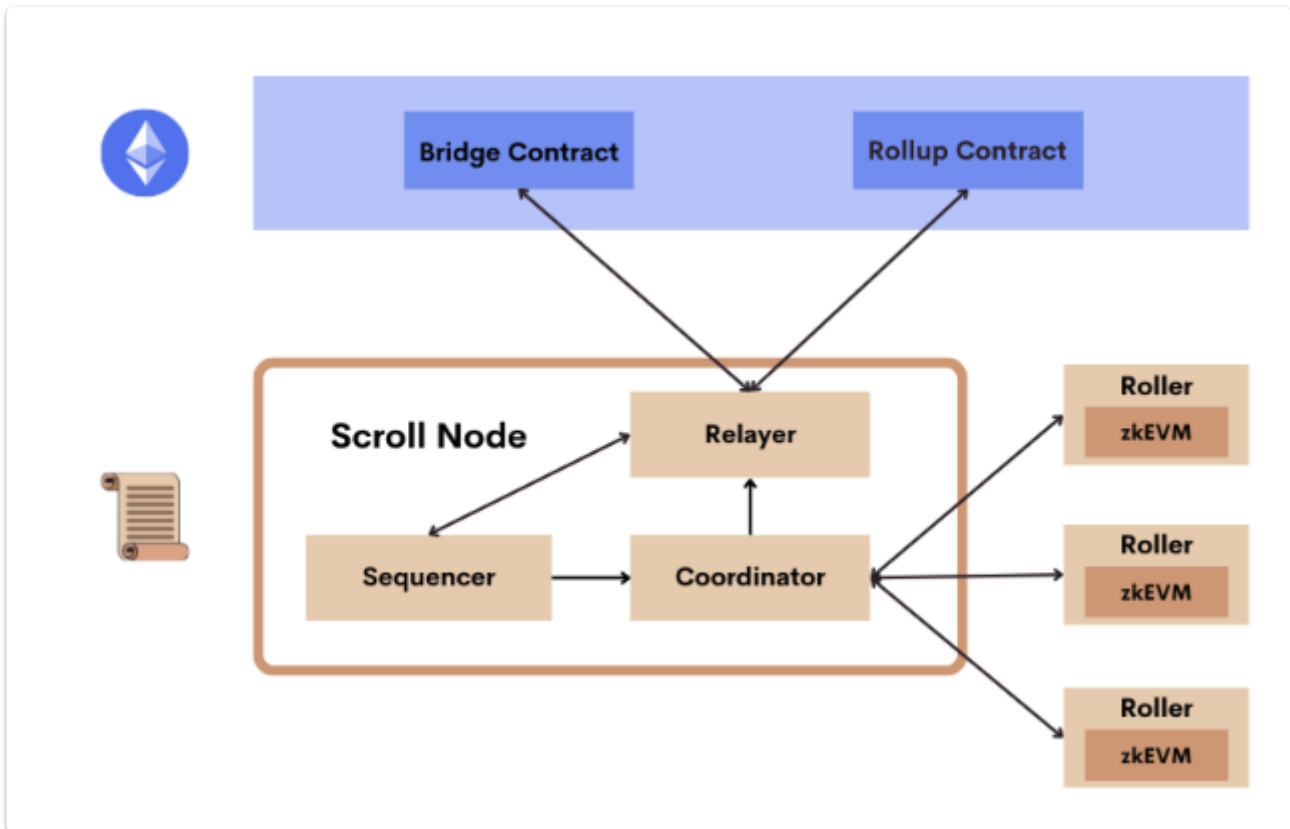 Bridge Contract
Rollup Contract
Scroll Node
Relayer
Sequencer
Coordinator
Roller
zkEVM
Roller
zkEVM
Roller
zkEVM